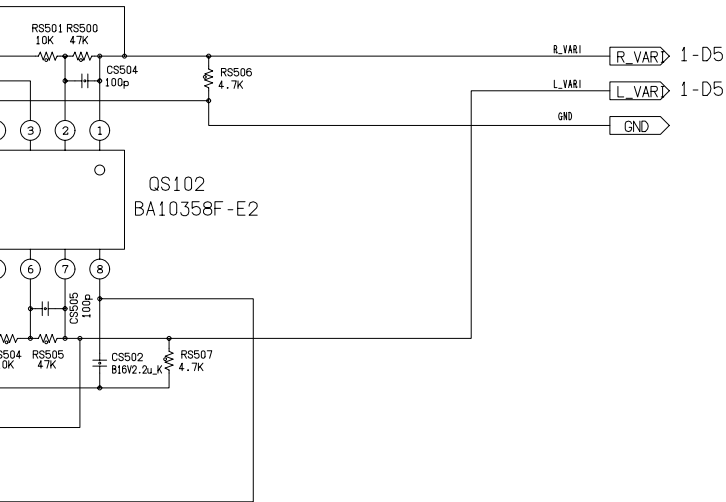 RS501 RS500
10K 47K
CS504
100p
RS506
4.7K
R_VARI
R_VARI
1-D5
L_VARI
L_VARI
1-D5
GND
GND
3
2
1
QS102
BA10358F-E2
6
7
8
CS505
100p
RS505
47K
CS502
B16V2.2u_K
RS507
4.7K